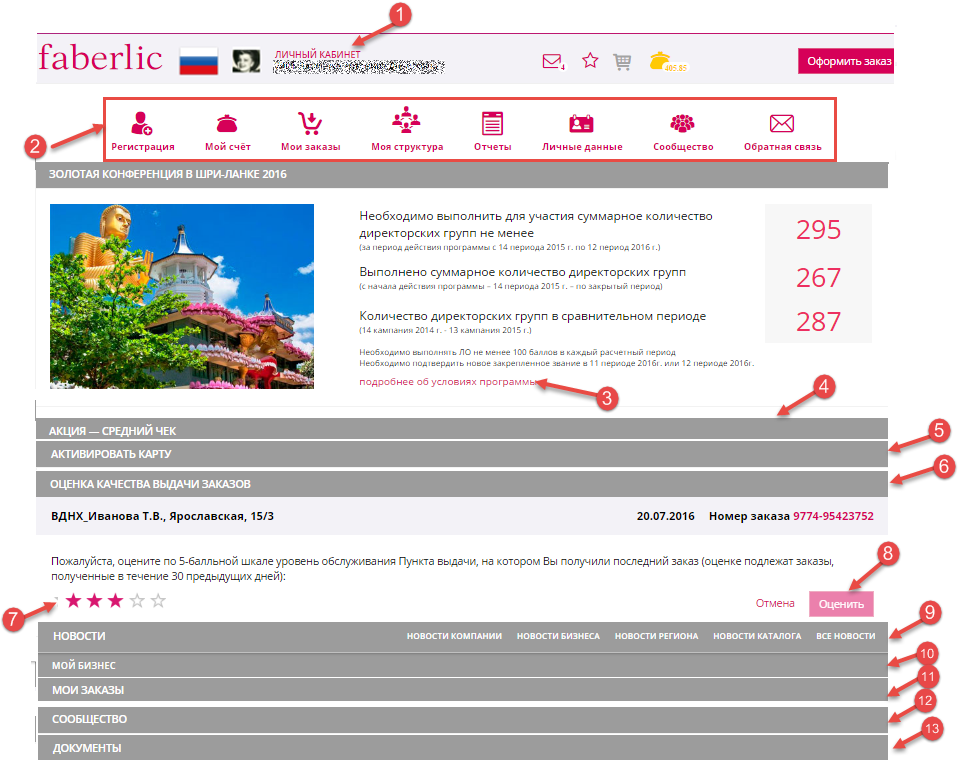 1
faberlic
ЛИЧНЫЙ КАБИНЕТ
4
405.85
Оформить заказ
2
Регистрация
Мой счёт
Мои заказы
Моя структура
Отчеты
Личные данные
Сообщество
Обратная связь
ЗОЛОТАЯ КОНФЕРЕНЦИЯ В ШРИ-ЛАНКЕ 2016
Необходимо выполнить для участия суммарное количество
директорских групп не менее
(за период действия программы с 14 периода 2015 г. по 12 период 2016 г.)
295
Выполнено суммарное количество директорских групп
(с начала действия программы – 14 периода 2015 г. – по закрытый период)
267
Количество директорских групп в сравнительном периоде
(14 кампания 2014 г. - 13 кампания 2015 г.)
287
Необходимо выполнять ЛО не менее 100 баллов в каждый расчетный период
Необходимо подтвердить новое закрепленное звание в 11 периоде 2016г. или 12 периоде 2016г.
подробнее об условиях программы
3
4
АКЦИЯ — СРЕДНИЙ ЧЕК
5
АКТИВИРОВАТЬ КАРТУ
6
ОЦЕНКА КАЧЕСТВА ВЫДАЧИ ЗАКАЗОВ
ВДНХ_Иванова Т.В., Ярославская, 15/3
20.07.2016 Номер заказа 9774-95423752
Пожалуйста, оцените по 5-балльной шкале уровень обслуживания Пункта выдачи, на котором Вы получили последний заказ (оценке подлежат заказы,
полученные в течение 30 предыдущих дней):
8
7
Отмена
Оценить
9
НОВОСТИ
НОВОСТИ КОМПАНИИ НОВОСТИ БИЗНЕСА НОВОСТИ РЕГИОНА НОВОСТИ КАТАЛОГА ВСЕ НОВОСТИ
10
МОЙ БИЗНЕС
11
МОИ ЗАКАЗЫ
12
СООБЩЕСТВО
13
ДОКУМЕНТЫ